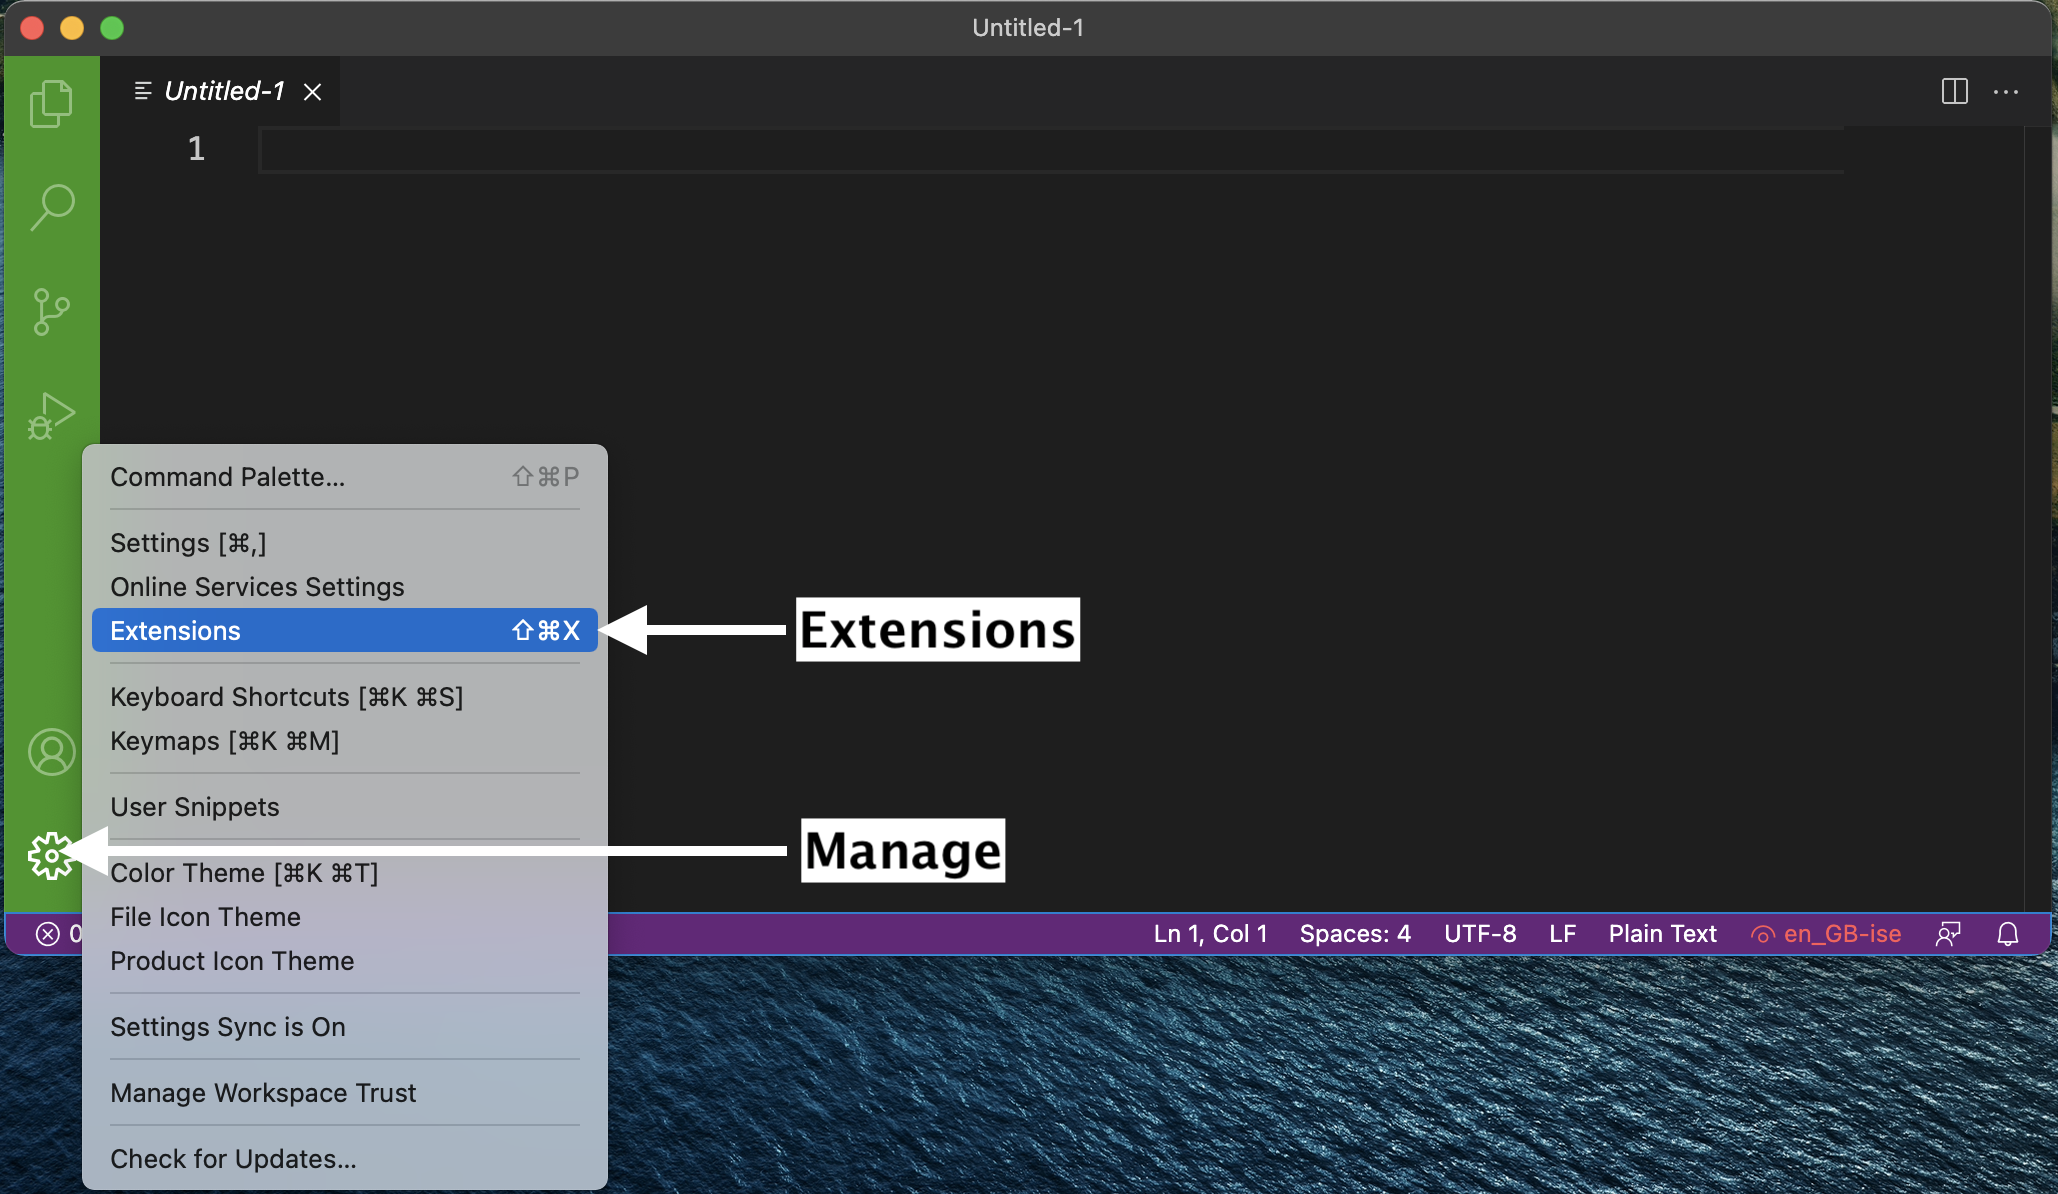 Untitled-1
Untitled-1
1
Command Palette... ⇧⌘P
Settings [⌘,]
Online Services Settings
Extensions ⇧⌘X
Extensions
Keyboard Shortcuts [⌘K ⌘S]
Keymaps [⌘K ⌘M]
User Snippets
Manage
Color Theme [⌘K ⌘T]
File Icon Theme
0
Ln 1, Col 1 Spaces: 4 UTF-8 LF Plain Text en_GB-ise
Product Icon Theme
Settings Sync is On
Manage Workspace Trust
Check for Updates...